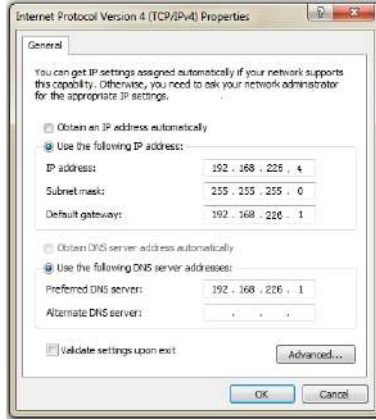 Internet Protocol Version 4 (TCP/IPv4) Properties
General
You can get IP settings assigned automatically if your network supports
this capability. Otherwise, you need to ask your network administrator
for the appropriate IP settings.
Obtain an IP address automatically
Use the following IP address:
IP address: 192 . 168 . 226 . 4
Subnet mask: 255 . 255 . 255 . 0
Default gateway: 192 . 168 . 226 . 1
Obtain DNS server address automatically
Use the following DNS server addresses:
Preferred DNS server: 192 . 168 . 226 . 1
Alternate DNS server: . . .
Validate settings upon exit
Advanced...
OK Cancel